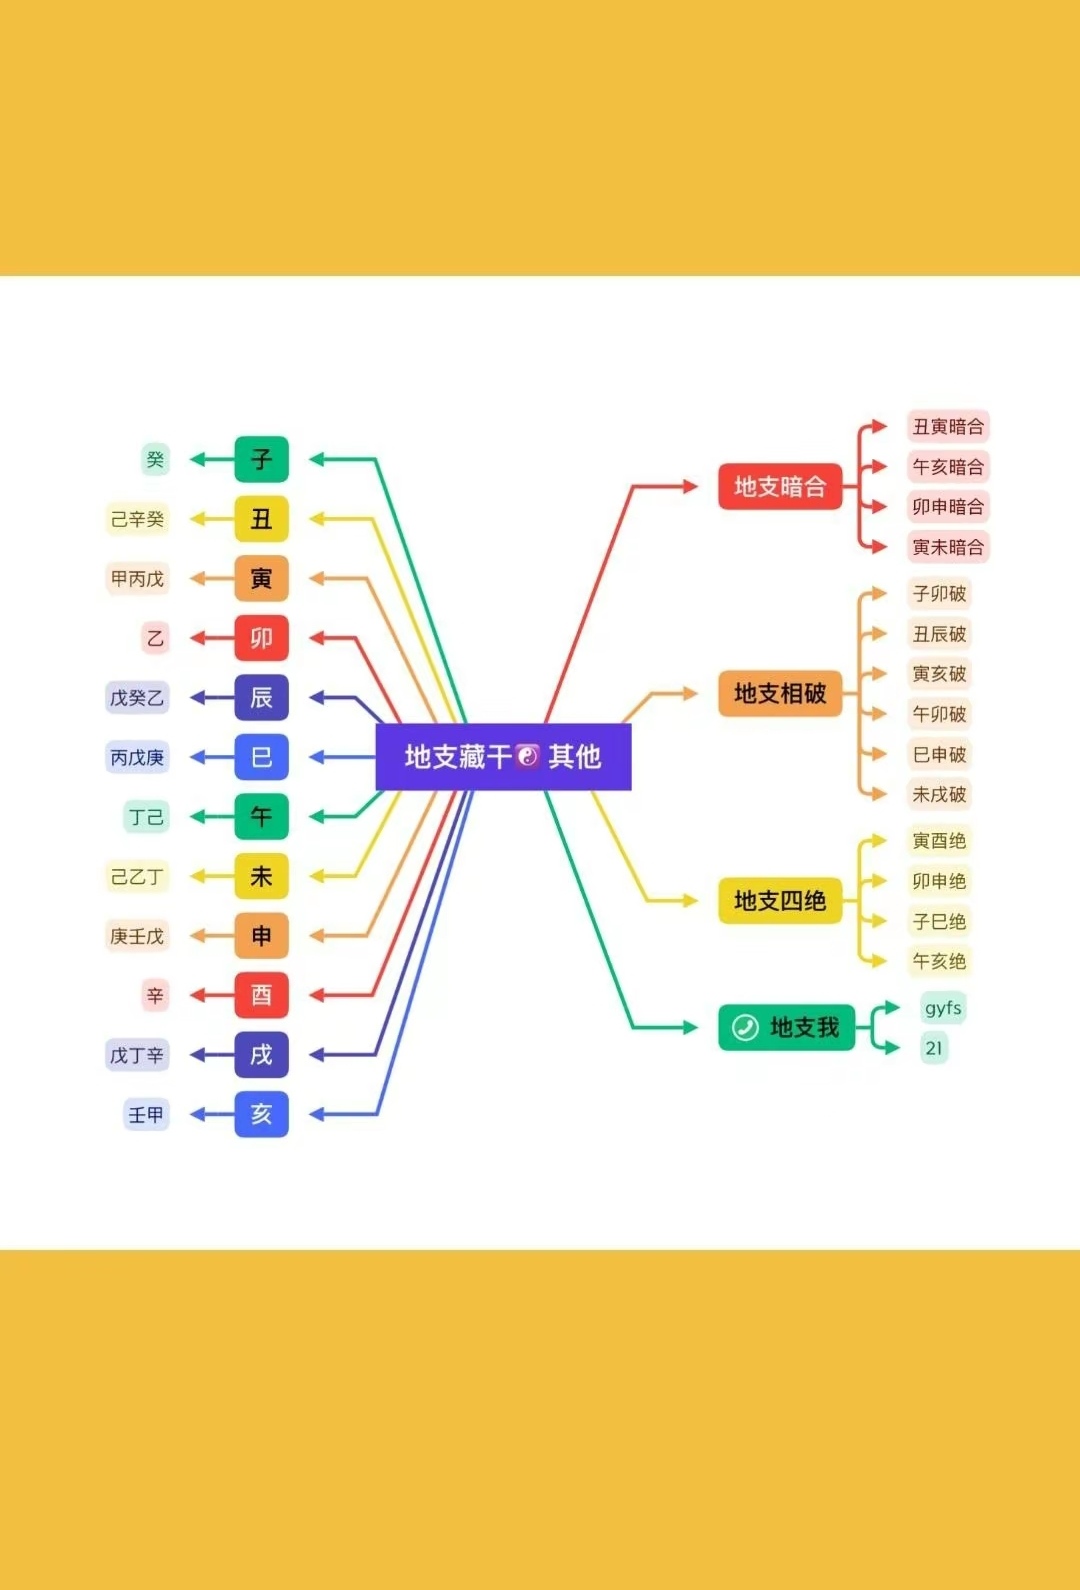 地支藏干☯其他
子
癸
丑
己辛癸
寅
甲丙戊
卯
乙
辰
戊癸乙
巳
丙戊庚
午
丁己
未
己乙丁
申
庚壬戊
酉
辛
戌
戊丁辛
亥
壬甲
地支暗合
丑寅暗合
午亥暗合
卯申暗合
寅未暗合
地支相破
子卯破
丑辰破
寅亥破
午卯破
巳申破
未戌破
地支四绝
寅酉绝
卯申绝
子巳绝
午亥绝
地支我
gyfs
21